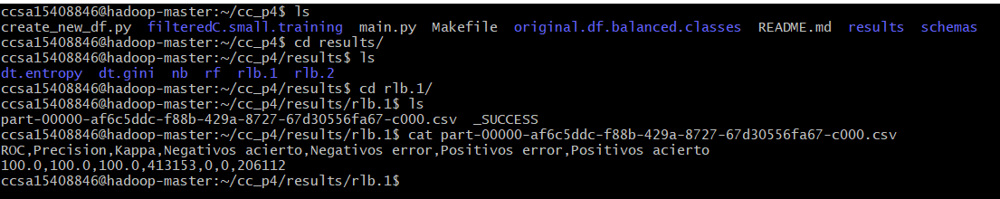 ccsa15408846@hadoop-master:~/cc_p4$ ls
create_new_df.py filteredC.small.training main.py Makefile original.df.balanced.classes README.md results schemas
ccsa15408846@hadoop-master:~/cc_p4$ cd results/
ccsa15408846@hadoop-master:~/cc_p4/results$ ls
dt.entropy dt.gini nb rf rlb.1 rlb.2
ccsa15408846@hadoop-master:~/cc_p4/results$ cd rlb.1/
ccsa15408846@hadoop-master:~/cc_p4/results/rlb.1$ ls
part-00000-af6c5ddc-f88b-429a-8727-67d30556fa67-c000.csv _SUCCESS
ccsa15408846@hadoop-master:~/cc_p4/results/rlb.1$ cat part-00000-af6c5ddc-f88b-429a-8727-67d30556fa67-c000.csv
ROC,Precision,Kappa,Negativos acierto,Negativos error,Positivos error,Positivos acierto
100.0,100.0,100.0,413153,0,0,206112
ccsa15408846@hadoop-master:~/cc_p4/results/rlb.1$